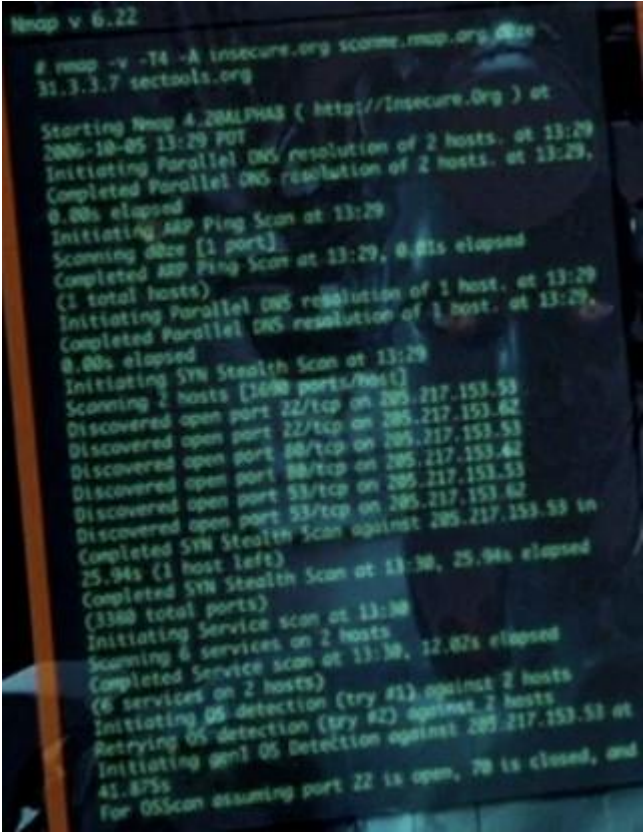 Nmap v 6.22
# nmap -v -T4 -A insecure.org scanme.nmap.org d0ze
31.3.3.7 sectools.org
Starting Nmap 4.20ALPHA8 ( http://Insecure.Org ) at
2006-10-05 13:29 PDT
Initiating Parallel DNS resolution of 2 hosts. at 13:29
Completed Parallel DNS resolution of 2 hosts. at 13:29,
0.00s elapsed
Initiating ARP Ping Scan at 13:29
Scanning d0ze [1 port]
Completed ARP Ping Scan at 13:29, 0.01s elapsed
(1 total hosts)
Initiating Parallel DNS resolution of 1 host. at 13:29
Completed Parallel DNS resolution of 1 host. at 13:29,
0.00s elapsed
Initiating SYN Stealth Scan at 13:29
Scanning 2 hosts [1690 ports/host]
Discovered open port 22/tcp on 205.217.153.53
Discovered open port 22/tcp on 205.217.153.62
Discovered open port 80/tcp on 205.217.153.53
Discovered open port 80/tcp on 205.217.153.62
Discovered open port 53/tcp on 205.217.153.53
Discovered open port 53/tcp on 205.217.153.62
Completed SYN Stealth Scan against 205.217.153.53 in
25.94s (1 host left)
Completed SYN Stealth Scan at 13:30, 25.94s elapsed
(3380 total ports)
Initiating Service scan at 13:30
Scanning 6 services on 2 hosts
Completed Service scan at 13:30, 12.02s elapsed
(6 services on 2 hosts)
Initiating OS detection (try #1) against 2 hosts
Retrying OS detection (try #2) against 2 hosts
Initiating gen1 OS Detection against 205.217.153.53 at
41.875s
For OSScan assuming port 22 is open, 70 is closed, and